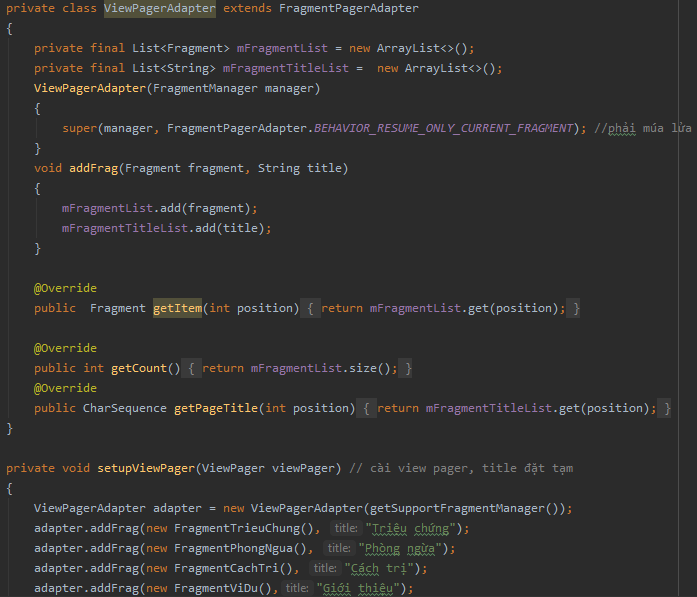 private class ViewPagerAdapter extends FragmentPagerAdapter
{
private final List<Fragment> mFragmentList = new ArrayList<>();
private final List<String> mFragmentTitleList =  new ArrayList<>();
ViewPagerAdapter(FragmentManager manager)
{
super(manager, FragmentPagerAdapter.BEHAVIOR_RESUME_ONLY_CURRENT_FRAGMENT); //phải múa lửa
}
void addFrag(Fragment fragment, String title)
{
mFragmentList.add(fragment);
mFragmentTitleList.add(title);
}
@Override
public  Fragment getItem(int position) { return mFragmentList.get(position); }
@Override
public int getCount() { return mFragmentList.size(); }
@Override
public CharSequence getPageTitle(int position) { return mFragmentTitleList.get(position); }
}
private void setupViewPager(ViewPager viewPager) // cài view pager, title đặt tạm
{
ViewPagerAdapter adapter = new ViewPagerAdapter(getSupportFragmentManager());
adapter.addFrag(new FragmentTrieuChung(), title: "Triệu chứng");
adapter.addFrag(new FragmentPhongNgua(), title: "Phòng ngừa");
adapter.addFrag(new FragmentCachTri(), title: "Cách trị");
adapter.addFrag(new FragmentViDu(), title: "Giới thiệu");